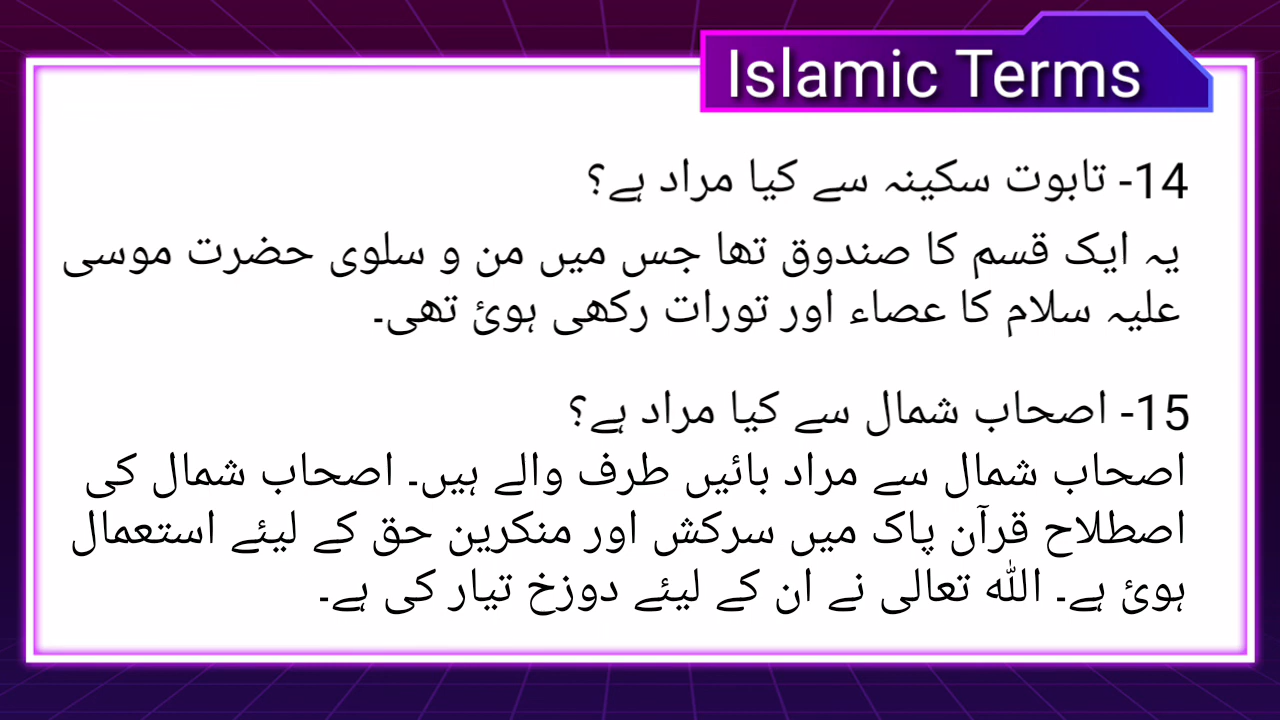 Islamic Terms
14- تابوت سکینہ سے کیا مراد ہے؟
یہ ایک قسم کا صندوق تھا جس میں من و سلوی حضرت موسی
علیہ سلام کا عصاء اور تورات رکھی ہوئ تھی۔
15- اصحاب شمال سے کیا مراد ہے؟
اصحاب شمال سے مراد بائیں طرف والے ہیں۔ اصحاب شمال کی
اصطلاح قرآن پاک میں سرکش اور منکرین حق کے لیئے استعمال
ہوئ ہے۔ اللّٰہ تعالی نے ان کے لیئے دوزخ تیار کی ہے۔